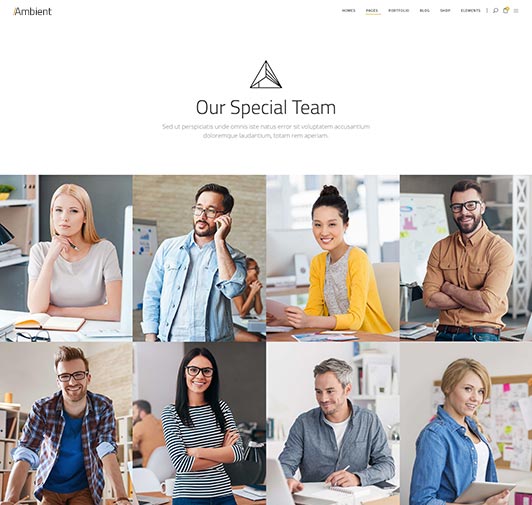 /Ambient
HOMES
PAGES
PORTFOLIO
BLOG
SHOP
ELEMENTS
Our Special Team
Sed ut perspiciatis unde omnis iste natus error sit voluptatem accusantium
doloremque laudantium, totam rem aperiam.